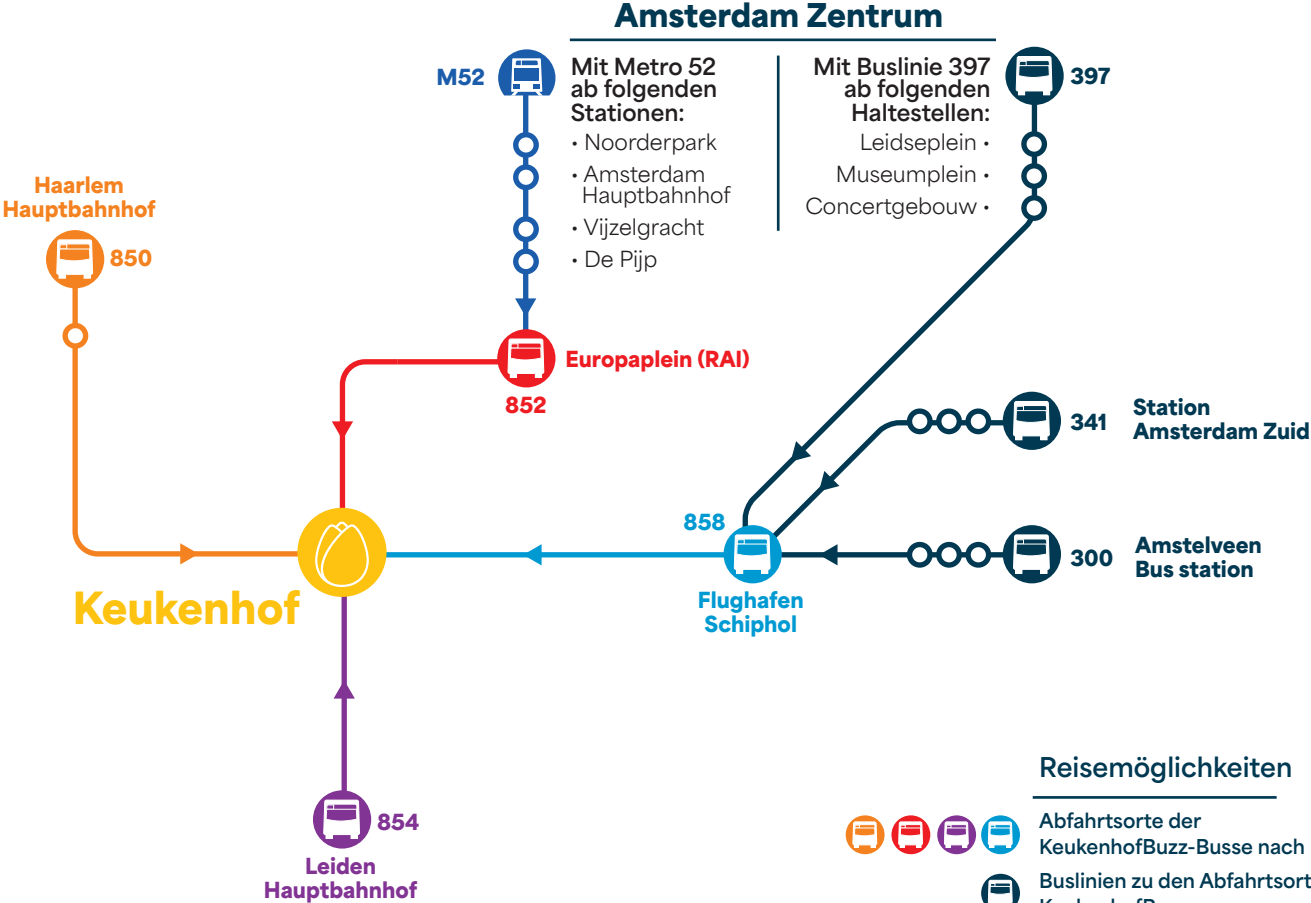 Amsterdam Zentrum
M52
Mit Metro 52
ab folgenden
Stationen:
• Noorderpark
• Amsterdam
Hauptbahnhof
• Vijzelgracht
• De Pijp
Mit Buslinie 397
ab folgenden
Haltestellen:
Leidseplein •
Museumplein •
Concertgebouw •
397
Haarlem
Hauptbahnhof
850
Europaplein (RAI)
852
341
Station
Amsterdam Zuid
858
Flughafen
Schiphol
300
Amstelveen
Bus station
Keukenhof
854
Leiden
Hauptbahnhof
Reisemöglichkeiten
Abfahrtsorte der
KeukenhofBuzz-Busse nach
Buslinien zu den Abfahrtsort